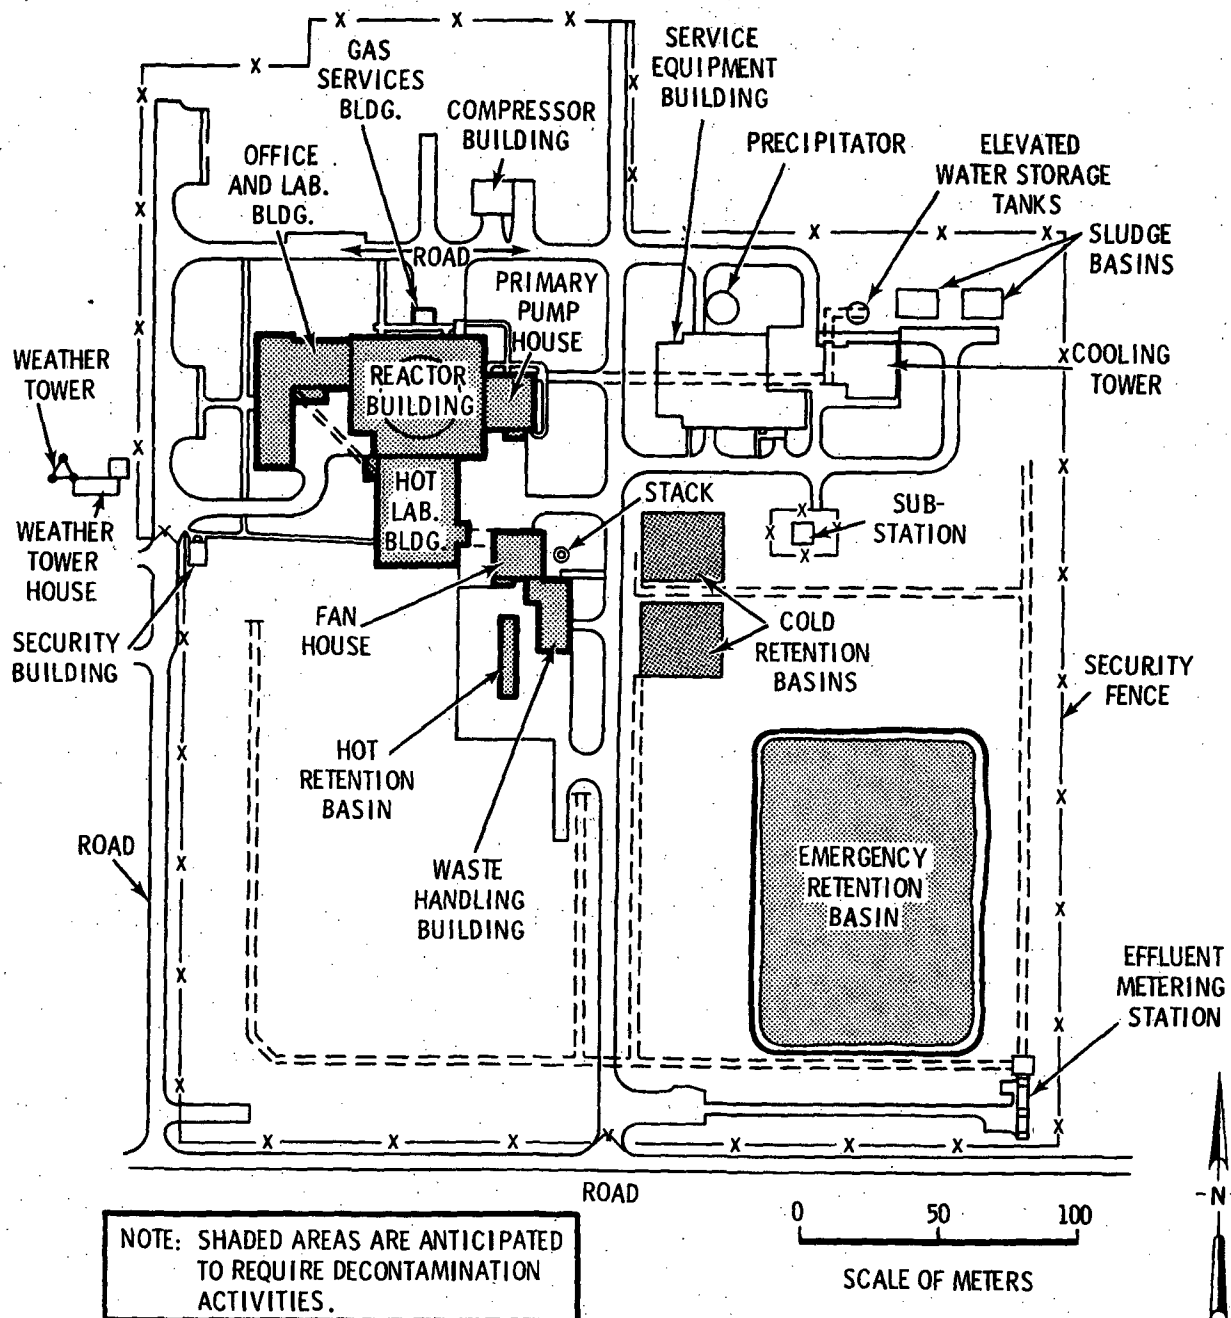 GAS
SERVICES
BLDG.
COMPRESSOR
BUILDING
SERVICE
EQUIPMENT
BUILDING
PRECIPITATOR
ELEVATED
WATER STORAGE
TANKS
SLUDGE
BASINS
OFFICE
AND LAB.
BLDG.
ROAD
PRIMARY
PUMP
HOUSE
WEATHER
TOWER
REACTOR
BUILDING
COOLING
TOWER
HOT
LAB.
BLDG.
STACK
SUB-
STATION
WEATHER
TOWER
HOUSE
FAN
HOUSE
COLD
RETENTION
BASINS
SECURITY
BUILDING
SECURITY
FENCE
HOT
RETENTION
BASIN
ROAD
WASTE
HANDLING
BUILDING
EMERGENCY
RETENTION
BASIN
EFFLUENT
METERING
STATION
ROAD
N
0 50 100
SCALE OF METERS
NOTE: SHADED AREAS ARE ANTICIPATED
TO REQUIRE DECONTAMINATION
ACTIVITIES.